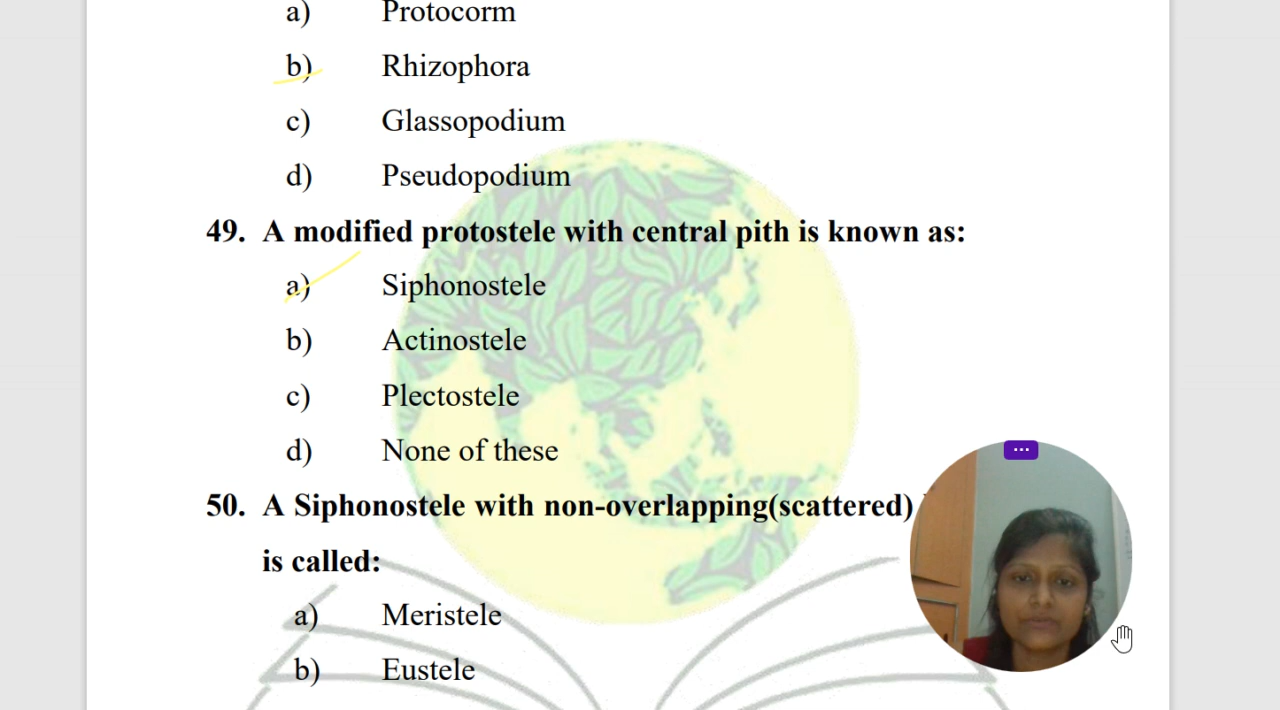 a) Protocorm
b) Rhizophora
c) Glassopodium
d) Pseudopodium
49. A modified protostele with central pith is known as:
a) Siphonostele
b) Actinostele
c) Plectostele
d) None of these
50. A Siphonostele with non-overlapping(scattered)
is called:
a) Meristele
b) Eustele